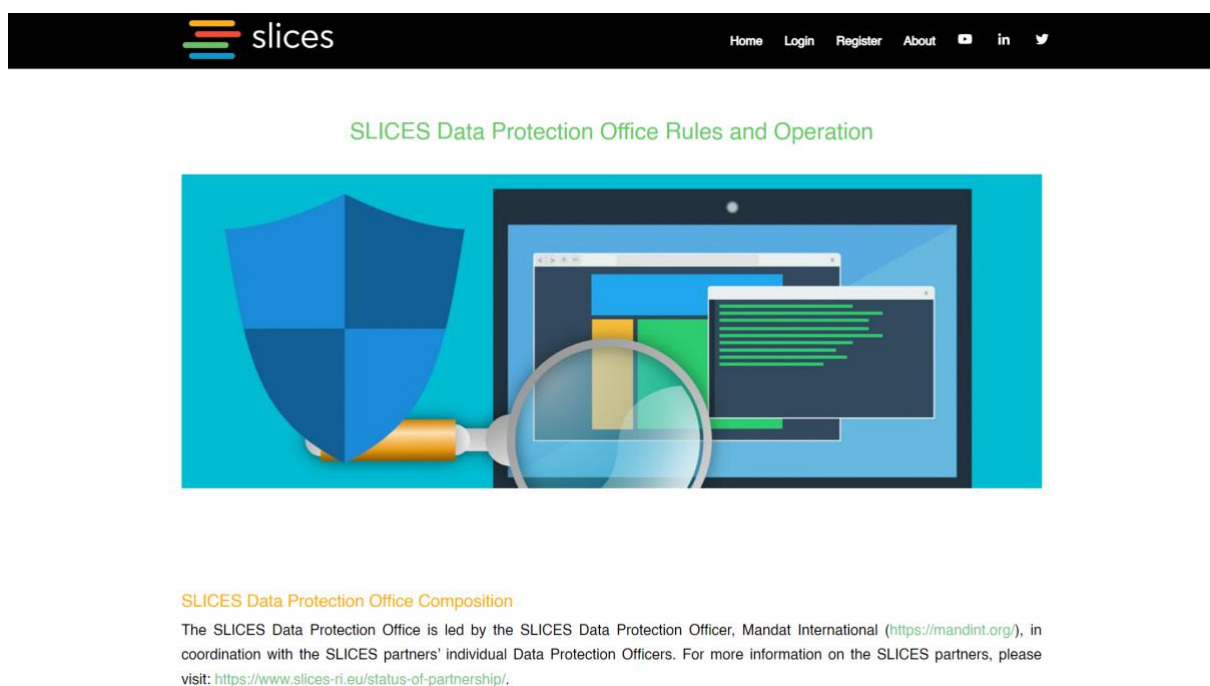 slices
Home Login Register About in
SLICES Data Protection Office Rules and Operation
SLICES Data Protection Office Composition
The SLICES Data Protection Office is led by the SLICES Data Protection Officer, Mandat International (https://mandint.org/), in
coordination with the SLICES partners' individual Data Protection Officers. For more information on the SLICES partners, please
visit: https://www.slices-ri.eu/status-of-partnership/.